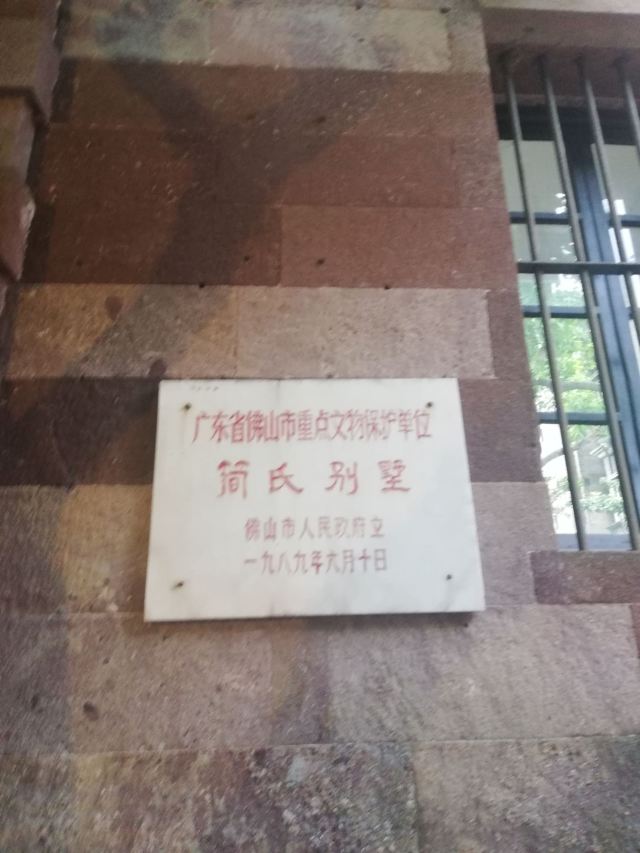 广东省佛山市重点文物保护单位
简氏别墅
佛山市人民政府立
一九八九年六月十日